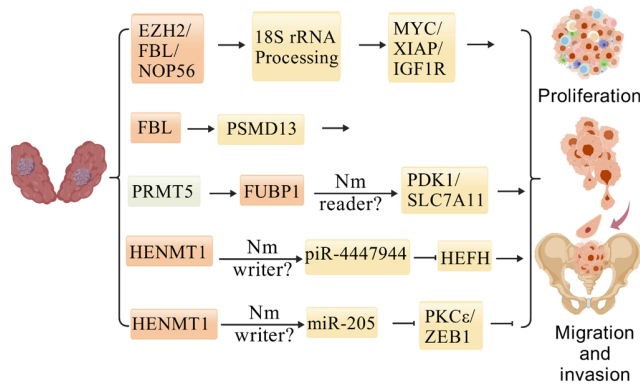 EZH2/
FBL/
NOP56
18S rRNA
Processing
MYC/
XIAP/
IGF1R
Proliferation
FBL
PSMD13
PRMT5
FUBP1
Nm
reader?
PDK1/
SLC7A11
HENMT1
Nm
writer?
piR-4447944
HEFH
HENMT1
Nm
writer?
miR-205
PKCε/
ZEB1
Migration
and
invasion